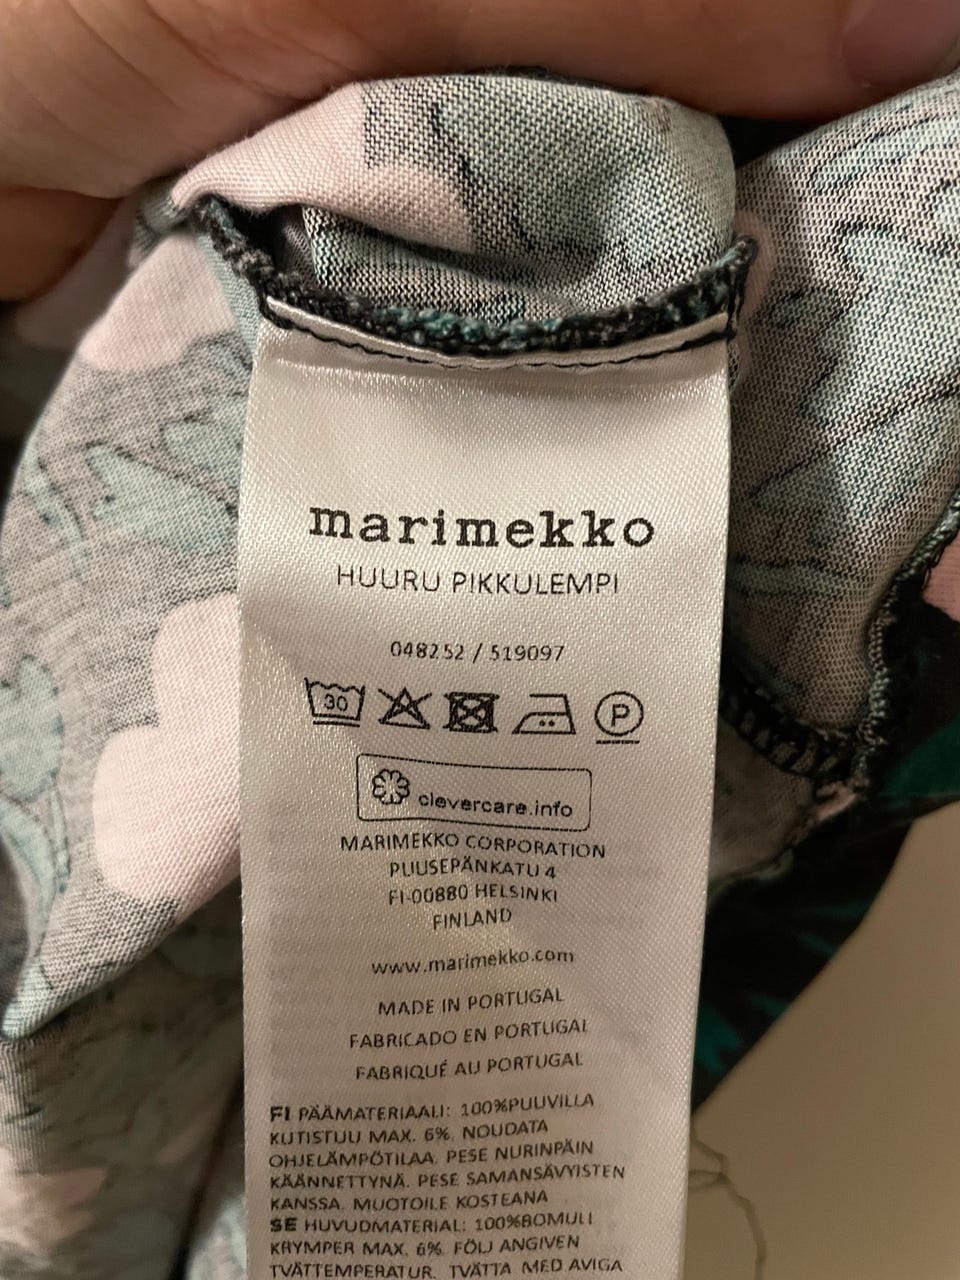 marimekko
HUURU PIKKULEMPI
048252 / 519097
30
P
clevercare.info
MARIMEKKO CORPORATION
PUUSEPÄNKATU 4
FI-00880 HELSINKI
FINLAND
www.marimekko.com
MADE IN PORTUGAL
FABRICADO EN PORTUGAL
FABRIQUÉ AU PORTUGAL
FI PÄÄMATERIAALI: 100%PUUVILLA
KUTISTUU MAX. 6%. NOUDATA
OHJELÄMPÖTILAA. PESE NURINPÄIN
KÄÄNNETTYNÄ. PESE SAMANSÄVYISTEN
KANSSA. MUOTOILE KOSTEANA
SE HUVUDMATERIAL: 100%BOMULL
KRYMPER MAX. 6%. FÖLJ ANGIVEN
TVÄTTEMPERATUR. TVÄTTA MED AVIGA